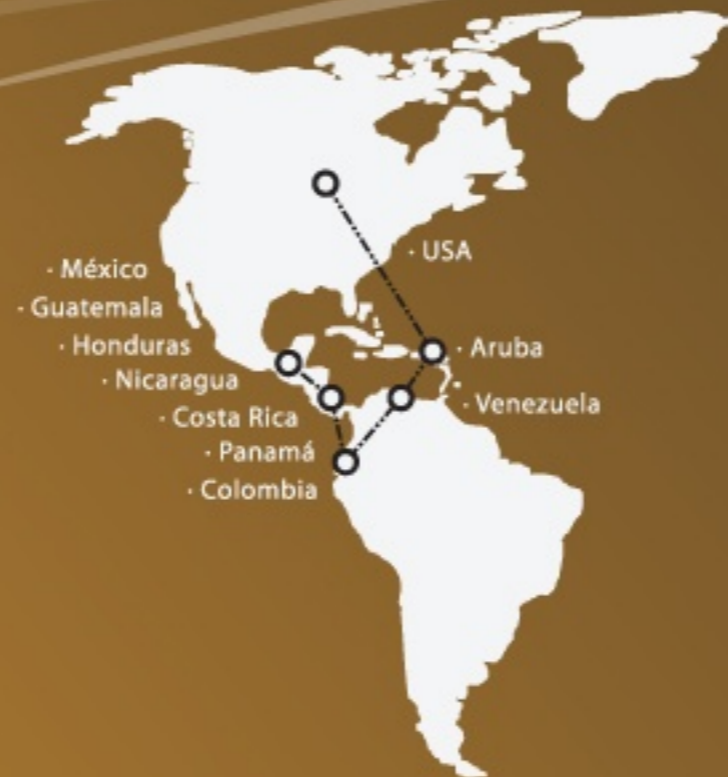 · USA
· México
· Guatemala
· Honduras
· Nicaragua
· Costa Rica
· Panamá
· Colombia
· Aruba
· Venezuela